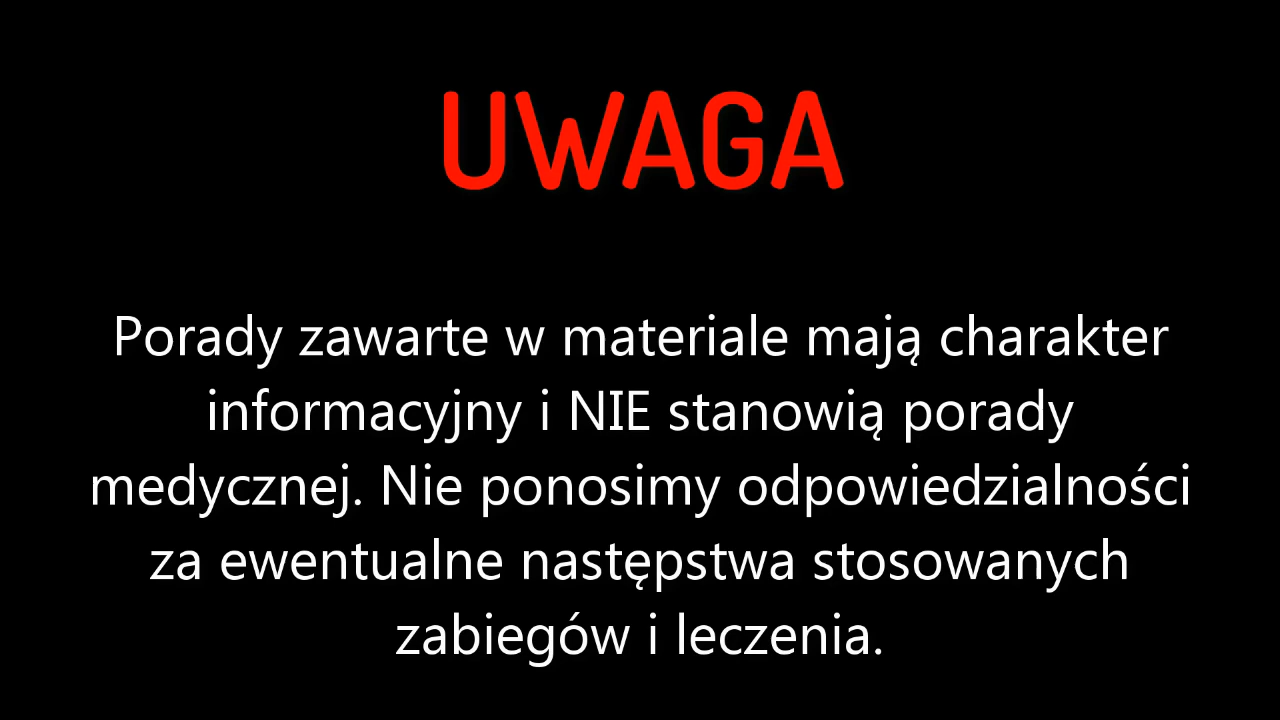 UWAGA
Porady zawarte w materiale mają charakter
informacyjny i NIE stanowią porady
medycznej. Nie ponosimy odpowiedzialności
za ewentualne następstwa stosowanych
zabiegów i leczenia.